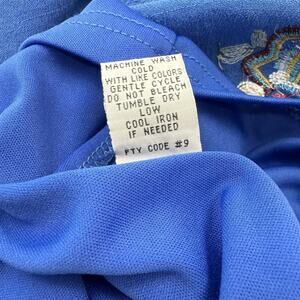 MACHINE WASH
COLD
WITH LIKE COLORS
GENTLE CYCLE
DO NOT BLEACH
TUMBLE DRY
LOW
COOL IRON
IF NEEDED
FTY CODE #9